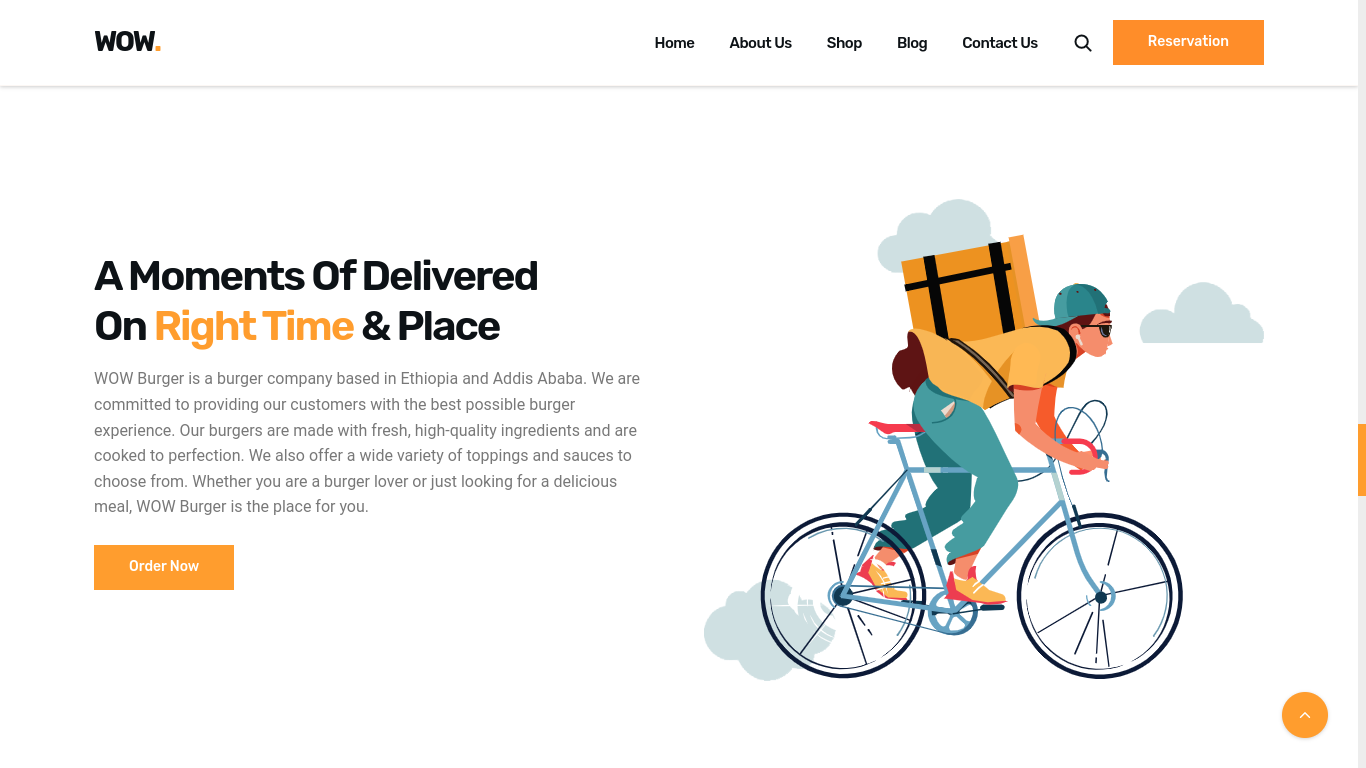 WOW.
Home About Us Shop Blog Contact Us Reservation
A Moments Of Delivered
On Right Time & Place
WOW Burger is a burger company based in Ethiopia and Addis Ababa. We are
committed to providing our customers with the best possible burger
experience. Our burgers are made with fresh, high-quality ingredients and are
cooked to perfection. We also offer a wide variety of toppings and sauces to
choose from. Whether you are a burger lover or just looking for a delicious
meal, WOW Burger is the place for you.
Order Now